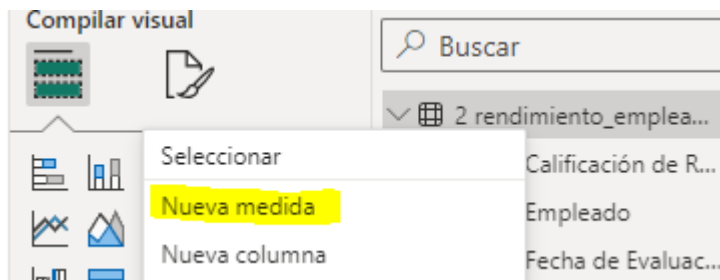 Compilar visual
Buscar
2 rendimiento_emplea...
Seleccionar
Calificación de R...
Nueva medida
Empleado
Nueva columna
Fecha de Evaluac...